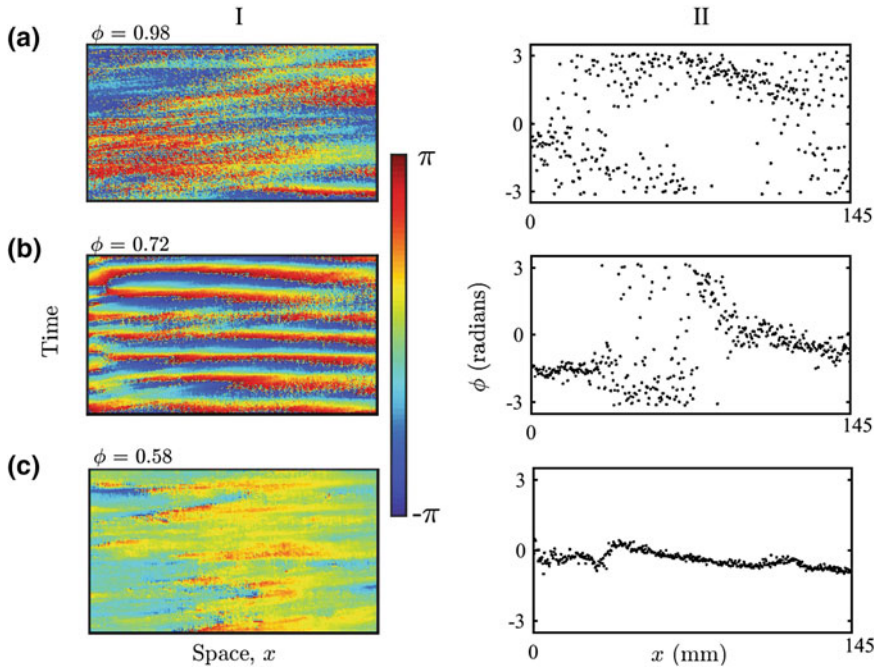 I
II
(a)
ϕ = 0.98
3
0
-3
0
145
π
-π
(b)
ϕ = 0.72
Time
ϕ (radians)
3
0
-3
0
145
(c)
ϕ = 0.58
3
0
-3
0
145
Space, x
x (mm)